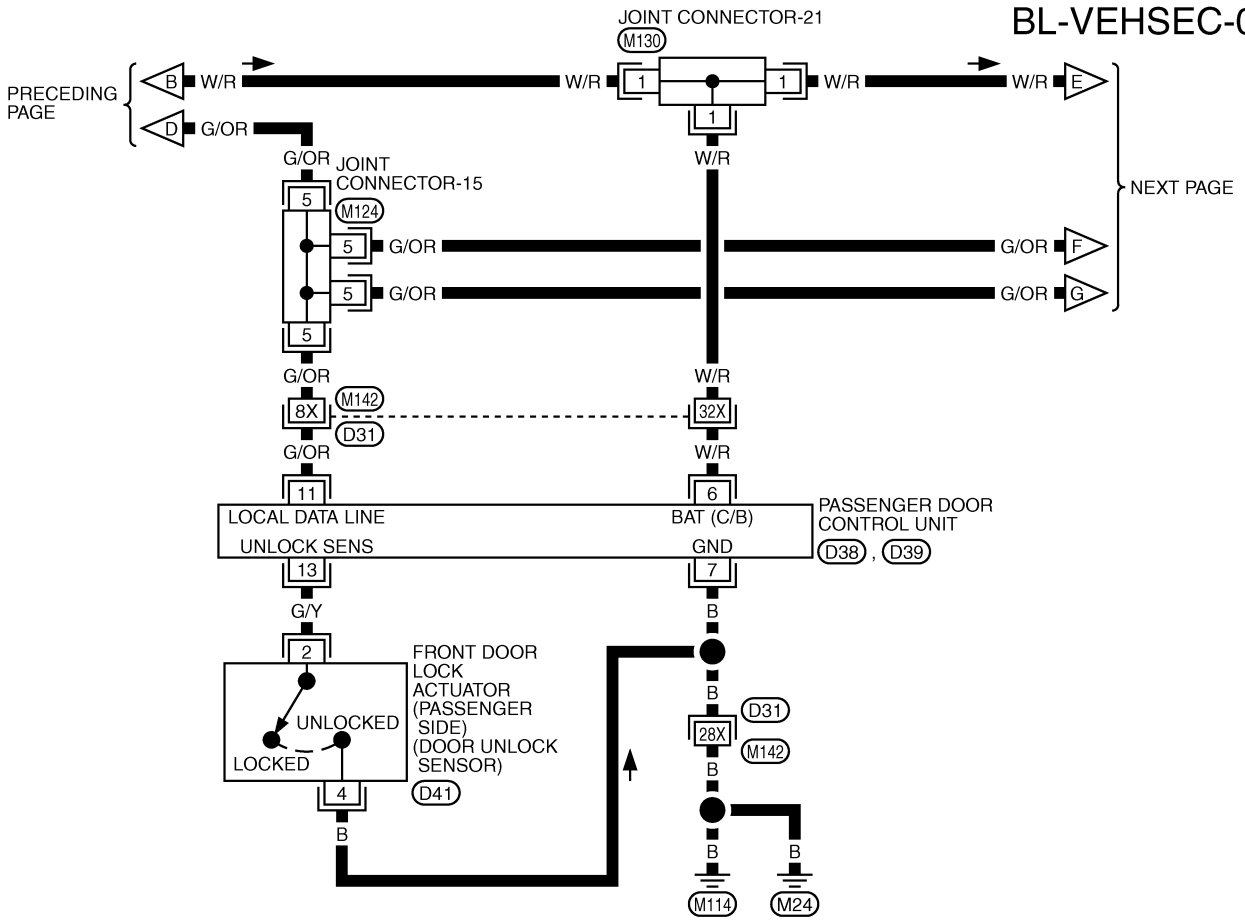 BL-VEHSEC-0
JOINT CONNECTOR-21
M130
PRECEDING
PAGE
B W/R W/R 1 1 W/R W/R E
1
D G/OR
W/R
G/OR
JOINT
CONNECTOR-15
5
M124
NEXT PAGE
5 G/OR G/OR F
5 G/OR G/OR G
5
G/OR W/R
8X M142 32X
D31
G/OR W/R
11 6
LOCAL DATA LINE BAT (C/B)
UNLOCK SENS GND
PASSENGER DOOR
CONTROL UNIT
D38 , D39
13 7
G/Y B
2
FRONT DOOR
LOCK
ACTUATOR
(PASSENGER
SIDE)
(DOOR UNLOCK
SENSOR)
D41
UNLOCKED
LOCKED
4
B
B
D31
28X
M142
B
B B
M114 M24